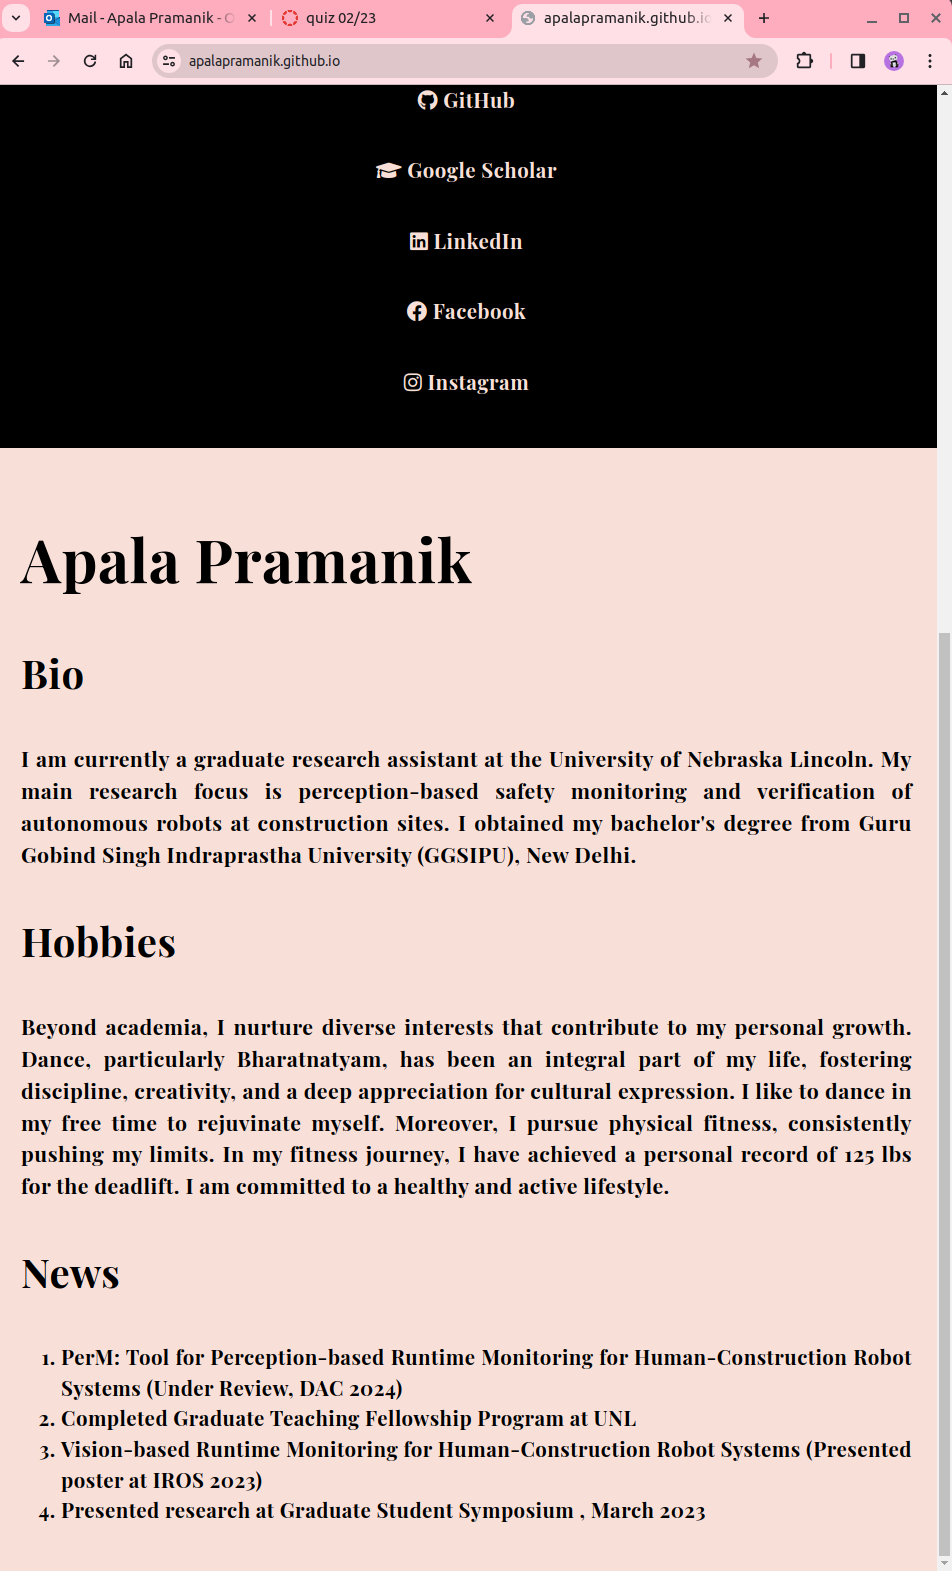 Mail - Apala Pramanik - O
quiz 02/23
apalapramanik.github.io
apalapramanik.github.io
GitHub
Google Scholar
LinkedIn
Facebook
Instagram
Apala Pramanik
Bio
I am currently a graduate research assistant at the University of Nebraska Lincoln. My
main research focus is perception-based safety monitoring and verification of
autonomous robots at construction sites. I obtained my bachelor's degree from Guru
Gobind Singh Indraprastha University (GGSIPU), New Delhi.
Hobbies
Beyond academia, I nurture diverse interests that contribute to my personal growth.
Dance, particularly Bharatnatyam, has been an integral part of my life, fostering
discipline, creativity, and a deep appreciation for cultural expression. I like to dance in
my free time to rejuvinate myself. Moreover, I pursue physical fitness, consistently
pushing my limits. In my fitness journey, I have achieved a personal record of 125 lbs
for the deadlift. I am committed to a healthy and active lifestyle.
News
1. PerM: Tool for Perception-based Runtime Monitoring for Human-Construction Robot
Systems (Under Review, DAC 2024)
2. Completed Graduate Teaching Fellowship Program at UNL
3. Vision-based Runtime Monitoring for Human-Construction Robot Systems (Presented
poster at IROS 2023)
4. Presented research at Graduate Student Symposium , March 2023